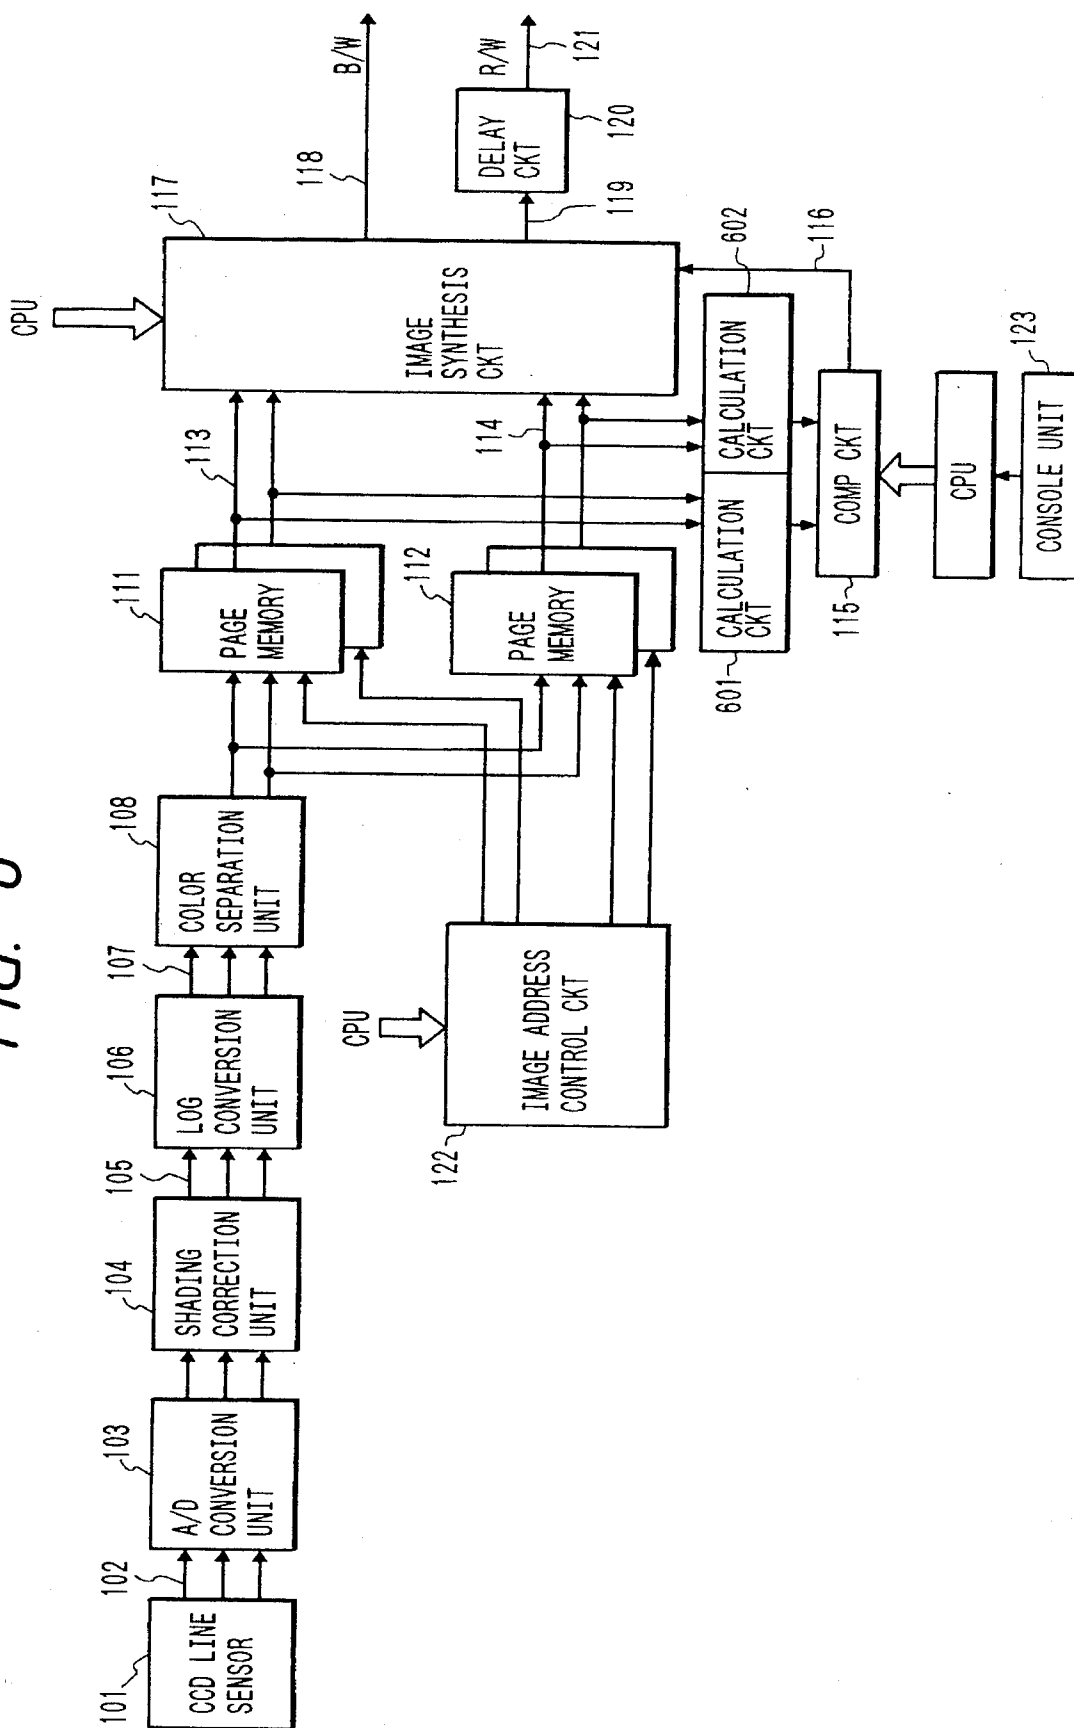 FIG.
101
CCD LINE
SENSOR
102
103
A/D
CONVERSION
UNIT
104
SHADING
CORRECTION
UNIT
105
106
LOG
CONVERSION
UNIT
107
108
COLOR
SEPARATION
UNIT
111
PAGE
MEMORY
113
112
PAGE
MEMORY
114
CPU
117
IMAGE
SYNTHESIS
CKT
118
B/W
119
DELAY
CKT
120
R/W
121
CPU
122
IMAGE ADDRESS
CONTROL CKT
601
CALCULATION
CKT
602
CALCULATION
CKT
115
COMP CKT
116
CPU
123
CONSOLE UNIT